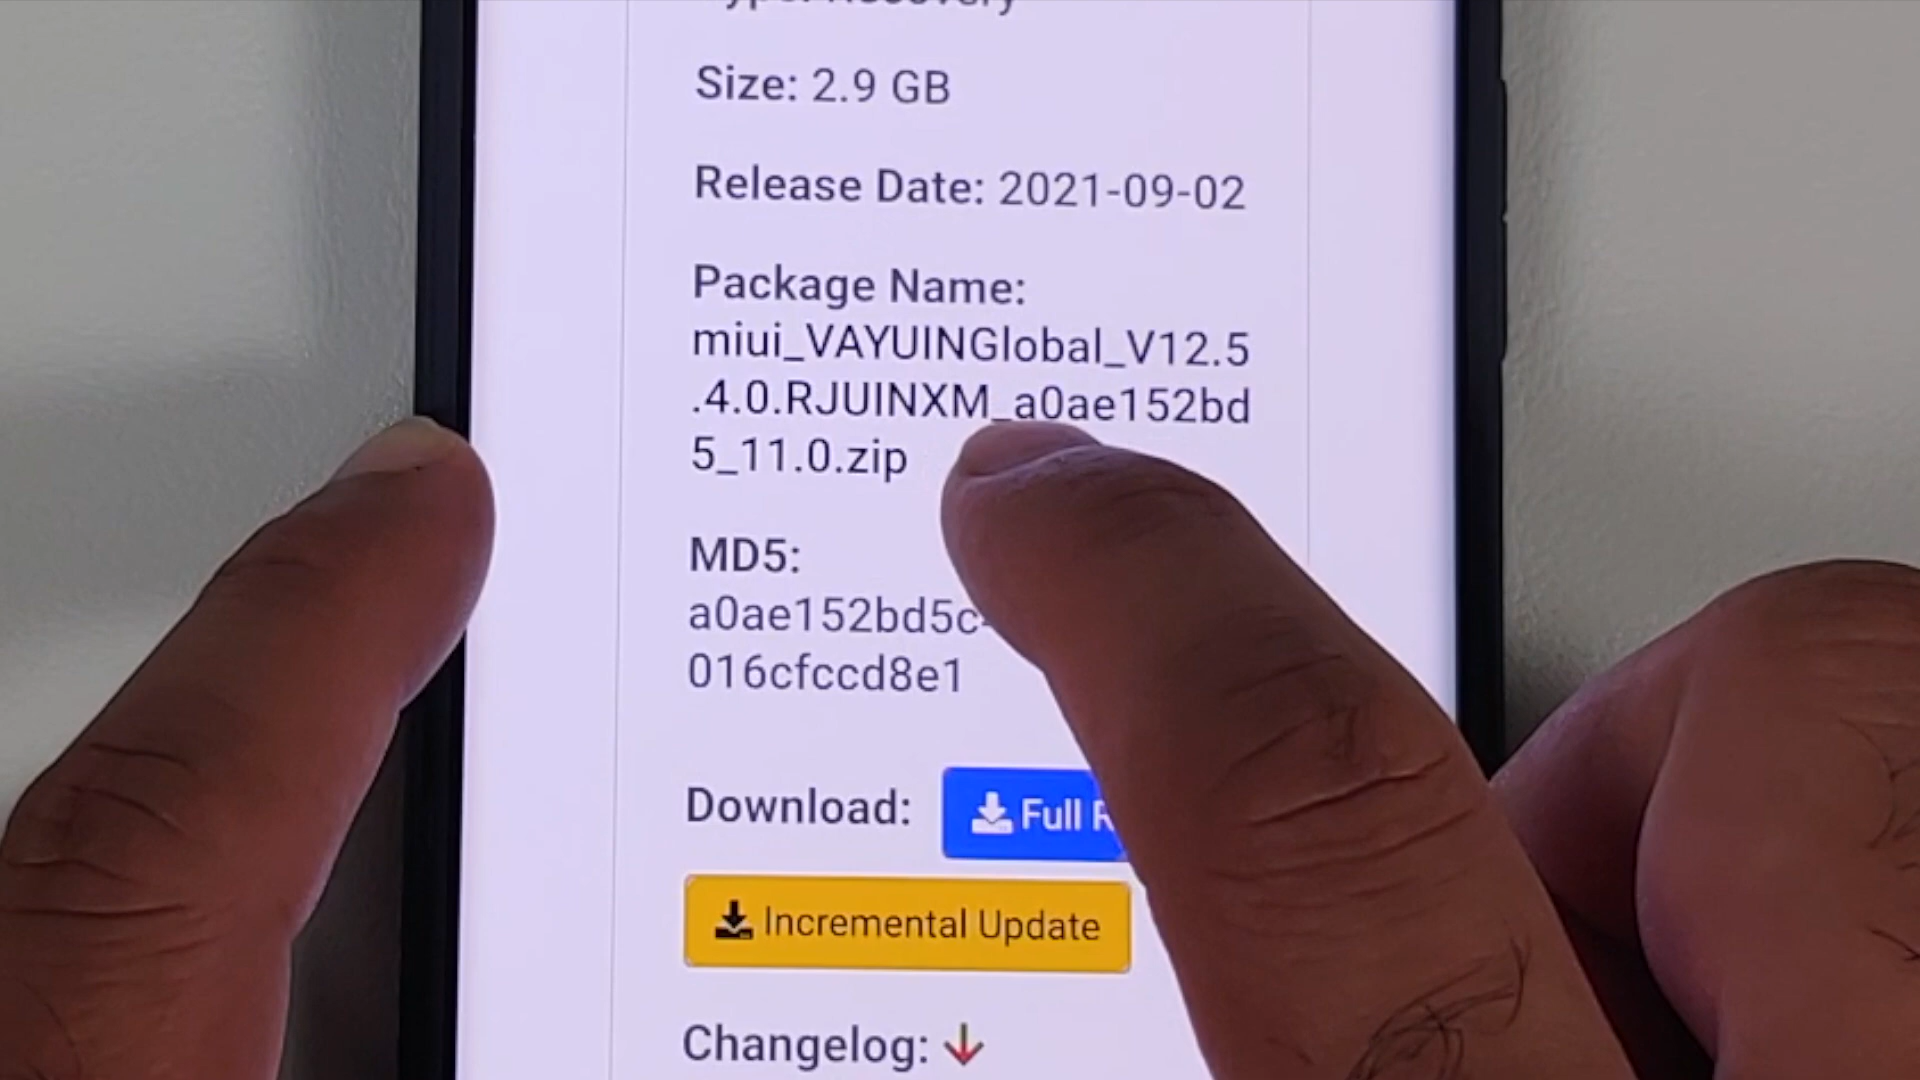 Size: 2.9 GB
Release Date: 2021-09-02
Package Name:
miui_VAYUINGlobal_V12.5
.4.0.RJUINXM_a0ae152bd
5_11.0.zip
MD5:
a0ae152bd5c
016cfccd8e1
Download: Full
Incremental Update
Changelog: